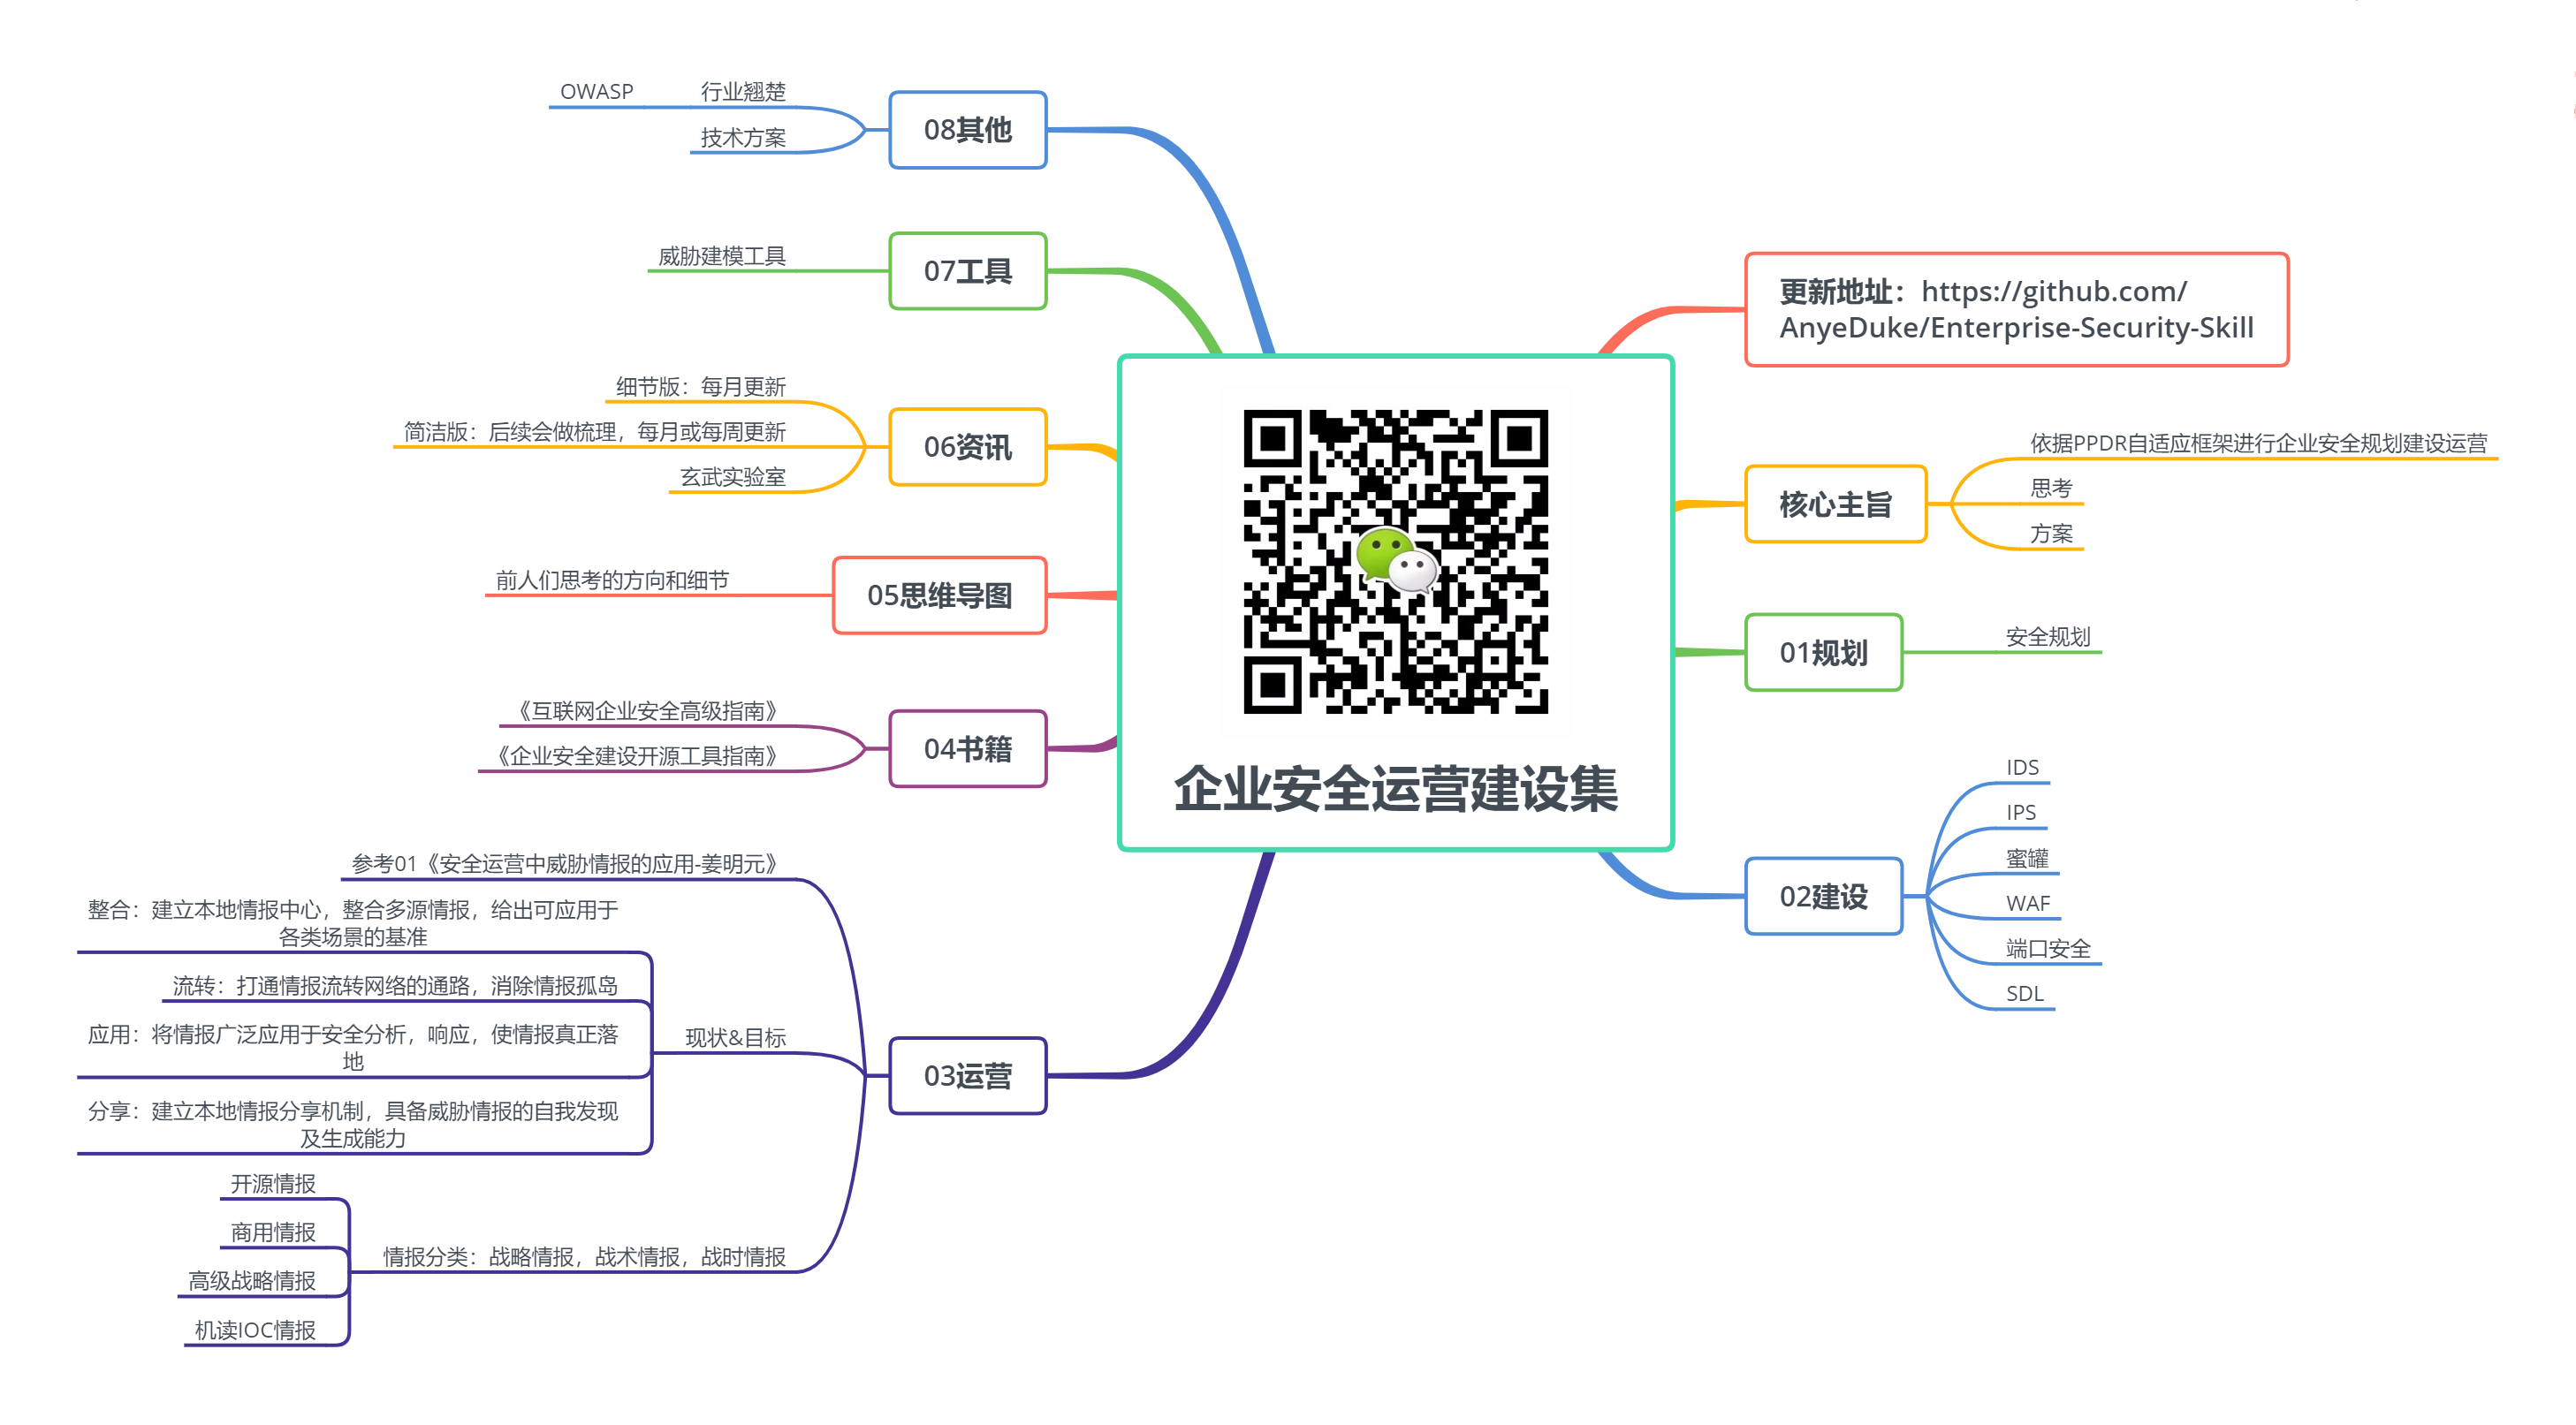 企业安全运营建设集
更新地址：https://github.com/
AnyeDuke/Enterprise-Security-Skill
核心主旨
依据PPDR自适应框架进行企业安全规划建设运营
思考
方案
01规划
安全规划
02建设
IDS
IPS
蜜罐
WAF
端口安全
SDL
03运营
参考01《安全运营中威胁情报的应用-姜明元》
现状&目标
整合：建立本地情报中心，整合多源情报，给出可应用于
各类场景的基准
流转：打通情报流转网络的通路，消除情报孤岛
应用：将情报广泛应用于安全分析，响应，使情报真正落
地
分享：建立本地情报分享机制，具备威胁情报的自我发现
及生成能力
情报分类：战略情报，战术情报，战时情报
开源情报
商用情报
高级战略情报
机读IOC情报
04书籍
《互联网企业安全高级指南》
《企业安全建设开源工具指南》
05思维导图
前人们思考的方向和细节
06资讯
细节版：每月更新
简洁版：后续会做梳理，每月或每周更新
玄武实验室
07工具
威胁建模工具
08其他
行业翘楚
OWASP
技术方案